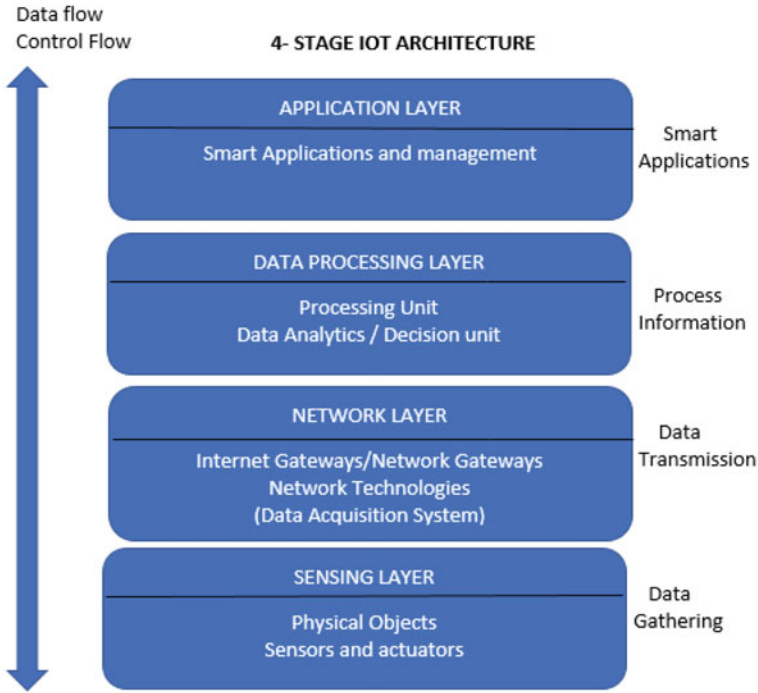 Data flow
Control Flow
4- STAGE IOT ARCHITECTURE
APPLICATION LAYER
Smart Applications and management
Smart
Applications
DATA PROCESSING LAYER
Processing Unit
Data Analytics / Decision unit
Process
Information
NETWORK LAYER
Internet Gateways/Network Gateways
Network Technologies
(Data Acquisition System)
Data
Transmission
SENSING LAYER
Physical Objects
Sensors and actuators
Data
Gathering